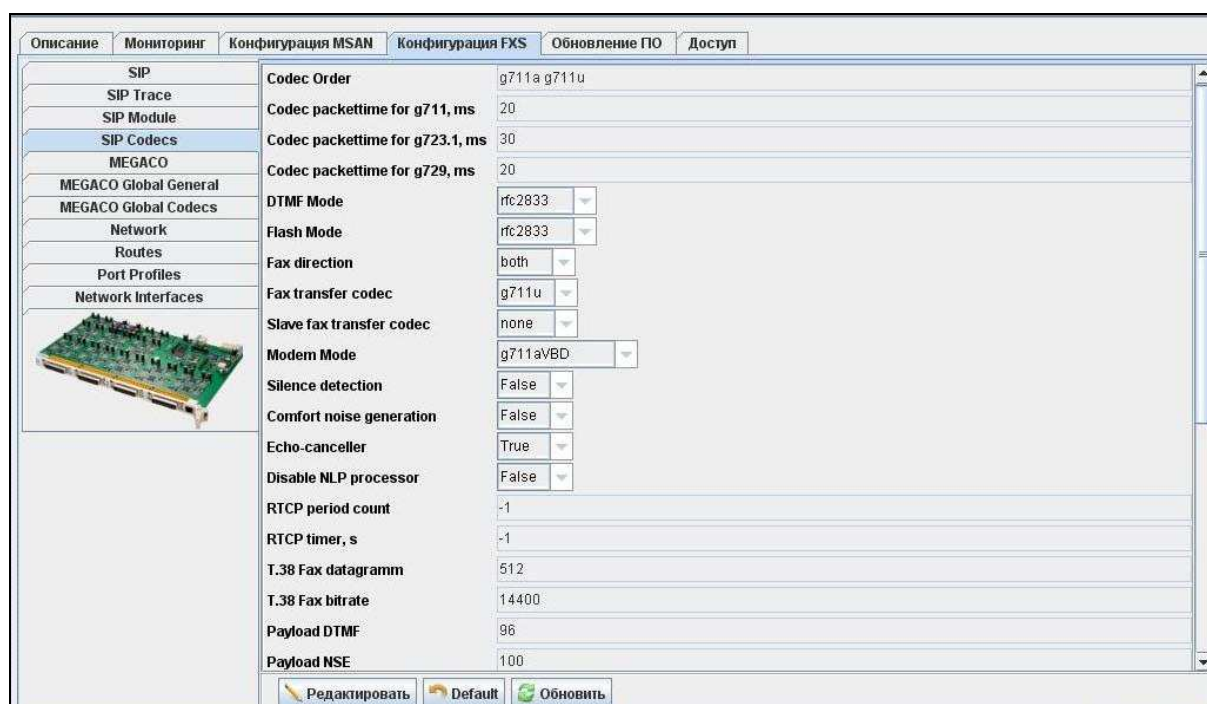 Описание Мониторинг Конфигурация MSAN Конфигурация FXS Обновление ПО Доступ
SIP
SIP Trace
SIP Module
SIP Codecs
MEGACO
MEGACO Global General
MEGACO Global Codecs
Network
Routes
Port Profiles
Network Interfaces
Codec Order g711a g711u
Codec packettime for g711, ms 20
Codec packettime for g723.1, ms 30
Codec packettime for g729, ms 20
DTMF Mode rfc2833
Flash Mode rfc2833
Fax direction both
Fax transfer codec g711u
Slave fax transfer codec none
Modem Mode g711aVBD
Silence detection False
Comfort noise generation False
Echo-canceller True
Disable NLP processor False
RTCP period count -1
RTCP timer, s -1
T.38 Fax datagramm 512
T.38 Fax bitrate 14400
Payload DTMF 96
Payload NSE 100
Редактировать Default Обновить